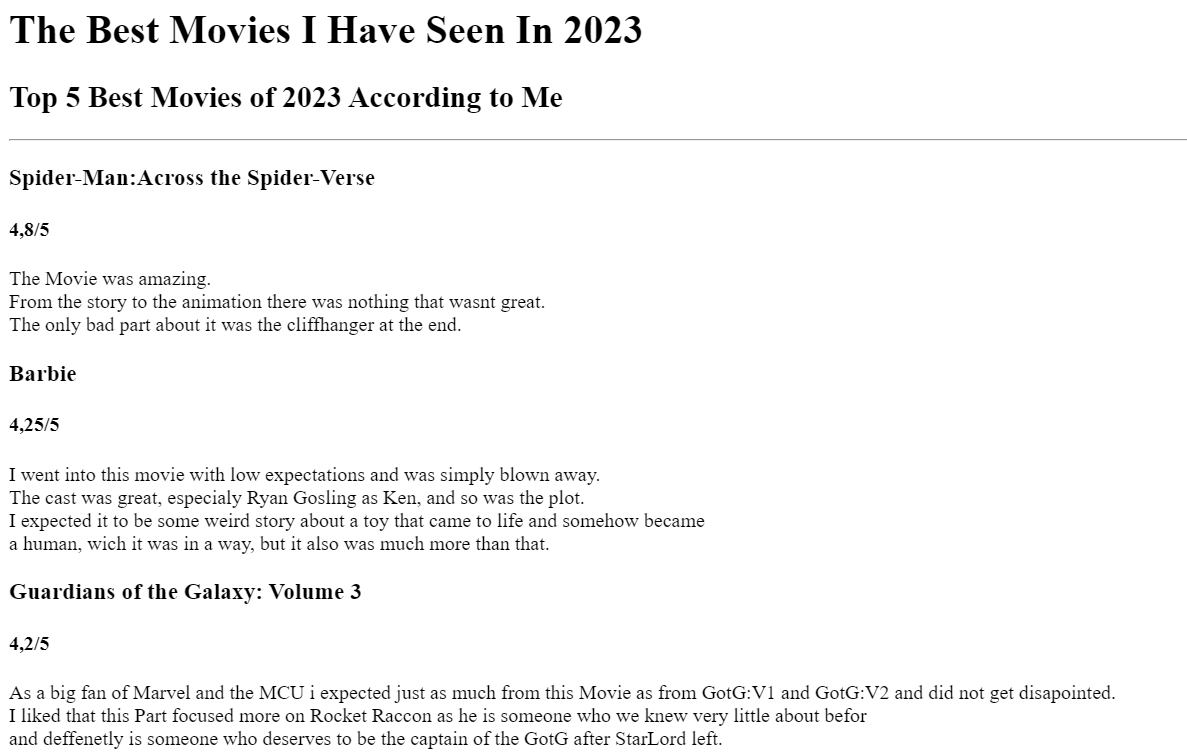 The Best Movies I Have Seen In 2023
Top 5 Best Movies of 2023 According to Me
Spider-Man:Across the Spider-Verse
4,8/5
The Movie was amazing.
From the story to the animation there was nothing that wasnt great.
The only bad part about it was the cliffhanger at the end.
Barbie
4,25/5
I went into this movie with low expectations and was simply blown away.
The cast was great, especialy Ryan Gosling as Ken, and so was the plot.
I expected it to be some weird story about a toy that came to life and somehow became
a human, wich it was in a way, but it also was much more than that.
Guardians of the Galaxy: Volume 3
4,2/5
As a big fan of Marvel and the MCU i expected just as much from this Movie as from GotG:V1 and GotG:V2 and did not get disapointed.
I liked that this Part focused more on Rocket Raccon as he is someone who we knew very little about befor
and deffenetly is someone who deserves to be the captain of the GotG after StarLord left.